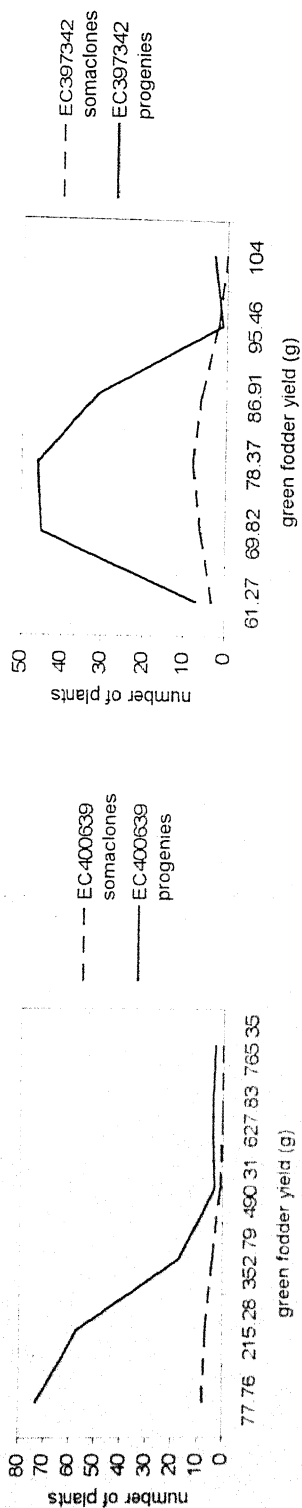 80
70
60
50
40
30
20
10
0
number of plants
77.76 215.28 352.79 490.31 627.83 765.35
green fodder yield (g)
EC400639
somaclones
EC400639
progenies
50
40
30
20
10
0
number of plants
61.27 69.82 78.37 86.91 95.46 104
green fodder yield (g)
EC397342
somaclones
EC397342
progenies